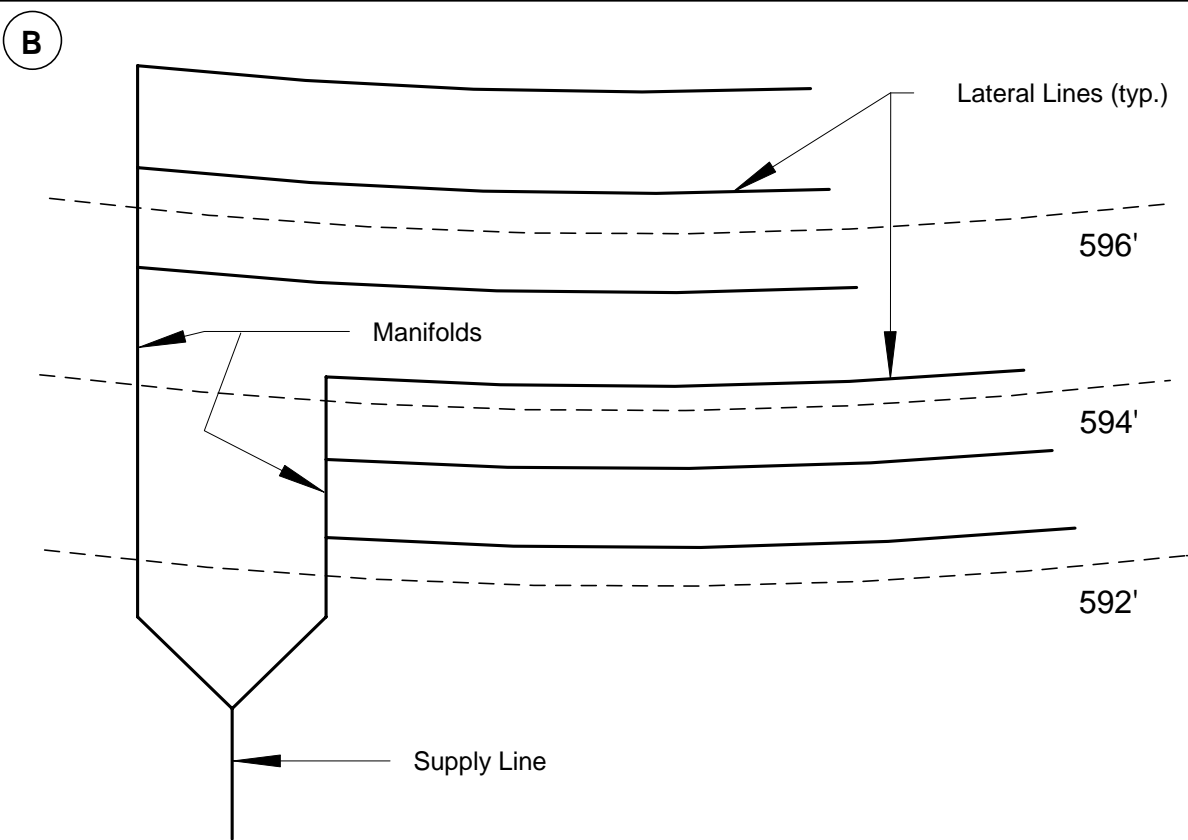 B
Lateral Lines (typ.)
596'
Manifolds
594'
592'
Supply Line